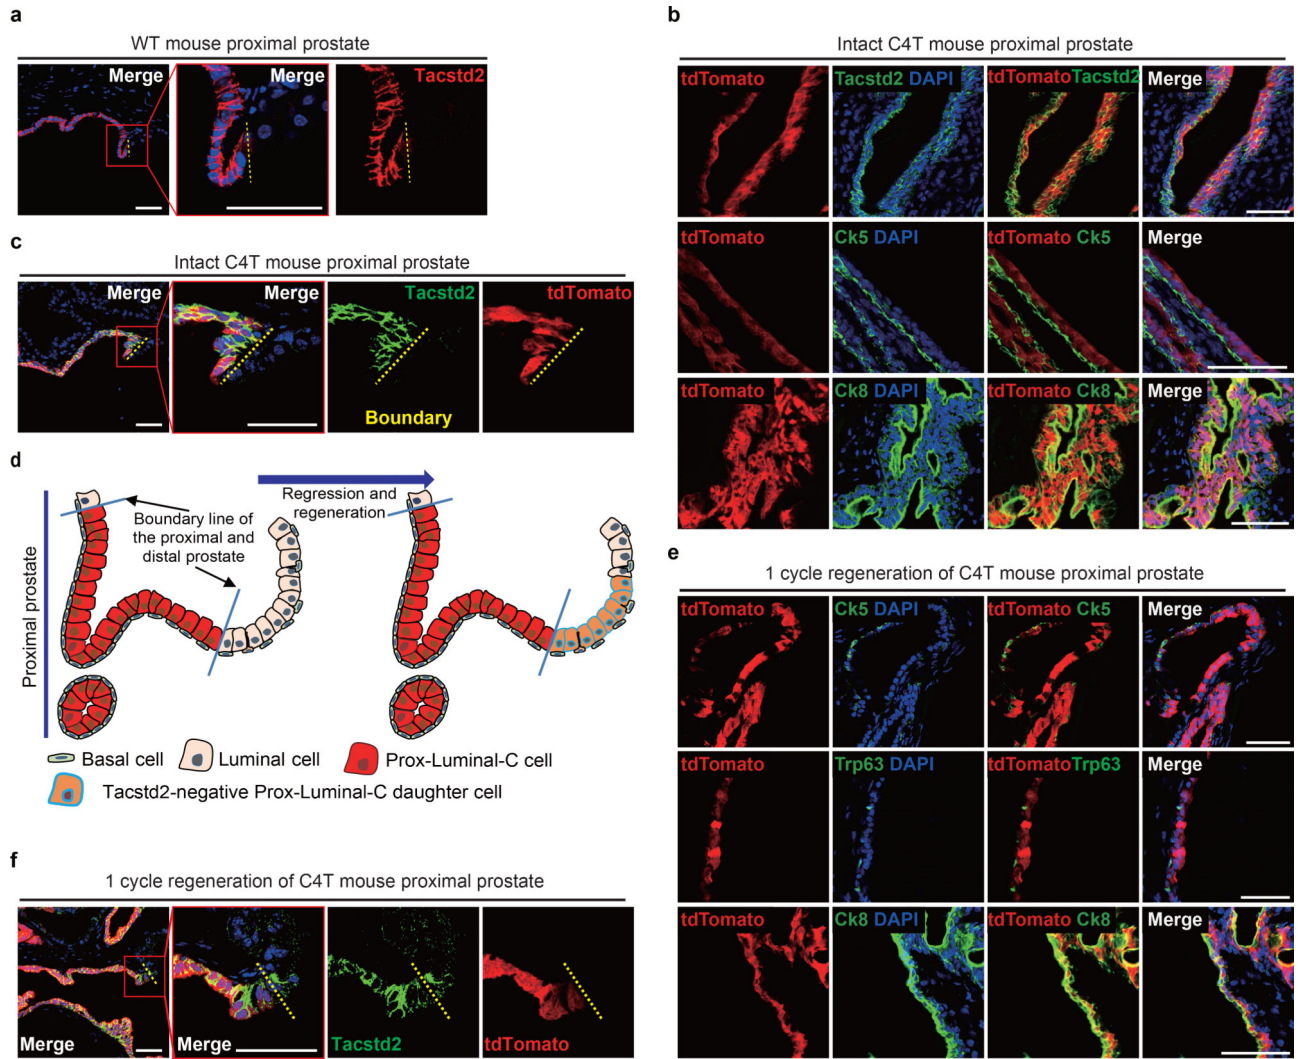 a
WT mouse proximal prostate
Merge
Merge
Tacstd2
b
Intact C4T mouse proximal prostate
tdTomato
Tacstd2 DAPI
tdTomatoTacstd2
Merge
tdTomato
Ck5 DAPI
tdTomato Ck5
Merge
tdTomato
Ck8 DAPI
tdTomato Ck8
Merge
c
Intact C4T mouse proximal prostate
Merge
Merge
Tacstd2
tdTomato
Boundary
d
Proximal prostate
Boundary line of
the proximal and
distal prostate
Regression and
regeneration
Basal cell
Luminal cell
Prox-Luminal-C cell
Tacstd2-negative Prox-Luminal-C daughter cell
e
1 cycle regeneration of C4T mouse proximal prostate
tdTomato
Ck5 DAPI
tdTomato Ck5
Merge
tdTomato
Trp63 DAPI
tdTomatoTrp63
Merge
tdTomato
Ck8 DAPI
tdTomato Ck8
Merge
f
1 cycle regeneration of C4T mouse proximal prostate
Merge
Merge
Tacstd2
tdTomato